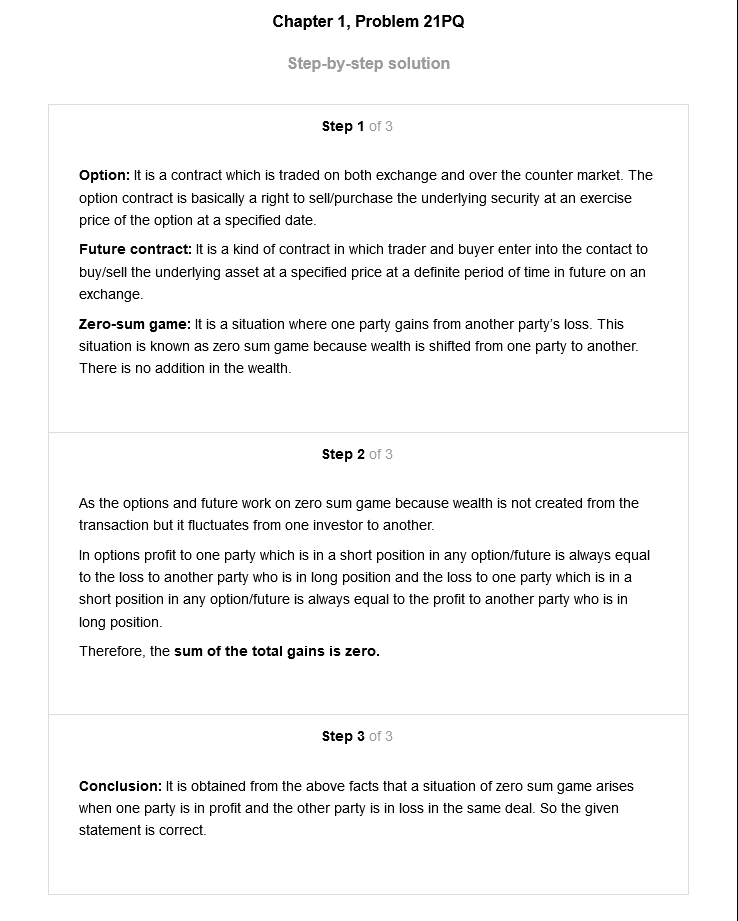 Chapter 1, Problem 21PQ
Step-by-step solution
Step 1 of 3
Option: It is a contract which is traded on both exchange and over the counter market. The
option contract is basically a right to sell/purchase the underlying security at an exercise
price of the option at a specified date.
Future contract: It is a kind of contract in which trader and buyer enter into the contact to
buy/sell the underlying asset at a specified price at a definite period of time in future on an
exchange.
Zero-sum game: It is a situation where one party gains from another party’s loss. This
situation is known as zero sum game because wealth is shifted from one party to another.
There is no addition in the wealth.
Step 2 of 3
As the options and future work on zero sum game because wealth is not created from the
transaction but it fluctuates from one investor to another.
In options profit to one party which is in a short position in any option/future is always equal
to the loss to another party who is in long position and the loss to one party which is in a
short position in any option/future is always equal to the profit to another party who is in
long position.
Therefore, the sum of the total gains is zero.
Step 3 of 3
Conclusion: It is obtained from the above facts that a situation of zero sum game arises
when one party is in profit and the other party is in loss in the same deal. So the given
statement is correct.